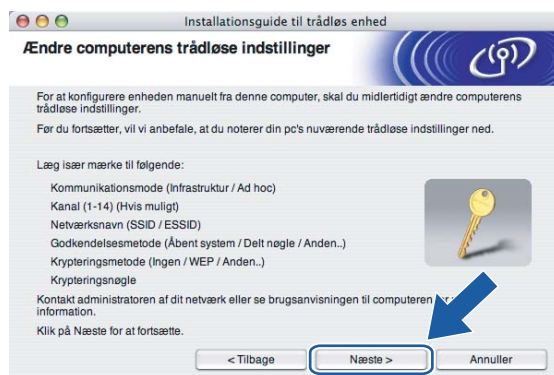 Installationsguide til trådløs enhed
Ændre computerens trådløse indstillinger
For at konfigurere enheden manuelt fra denne computer, skal du midlertidigt ændre computerens
trådløse indstillinger.
Før du fortsætter, vil vi anbefale, at du noterer din pc's nuværende trådløse indstillinger ned.
Læg især mærke til følgende:
Kommunikationsmode (Infrastruktur / Ad hoc)
Kanal (1-14) (Hvis muligt)
Netværksnavn (SSID / ESSID)
Godkendelsesmetode (Åbent system / Delt nøgle / Anden..)
Krypteringsmetode (Ingen / WEP / Anden..)
Krypteringsnøgle
Kontakt administratoren af dit netværk eller se brugsanvisningen til computeren
information.
Klik på Næste for at fortsætte.
< Tilbage
Næste >
Annuller